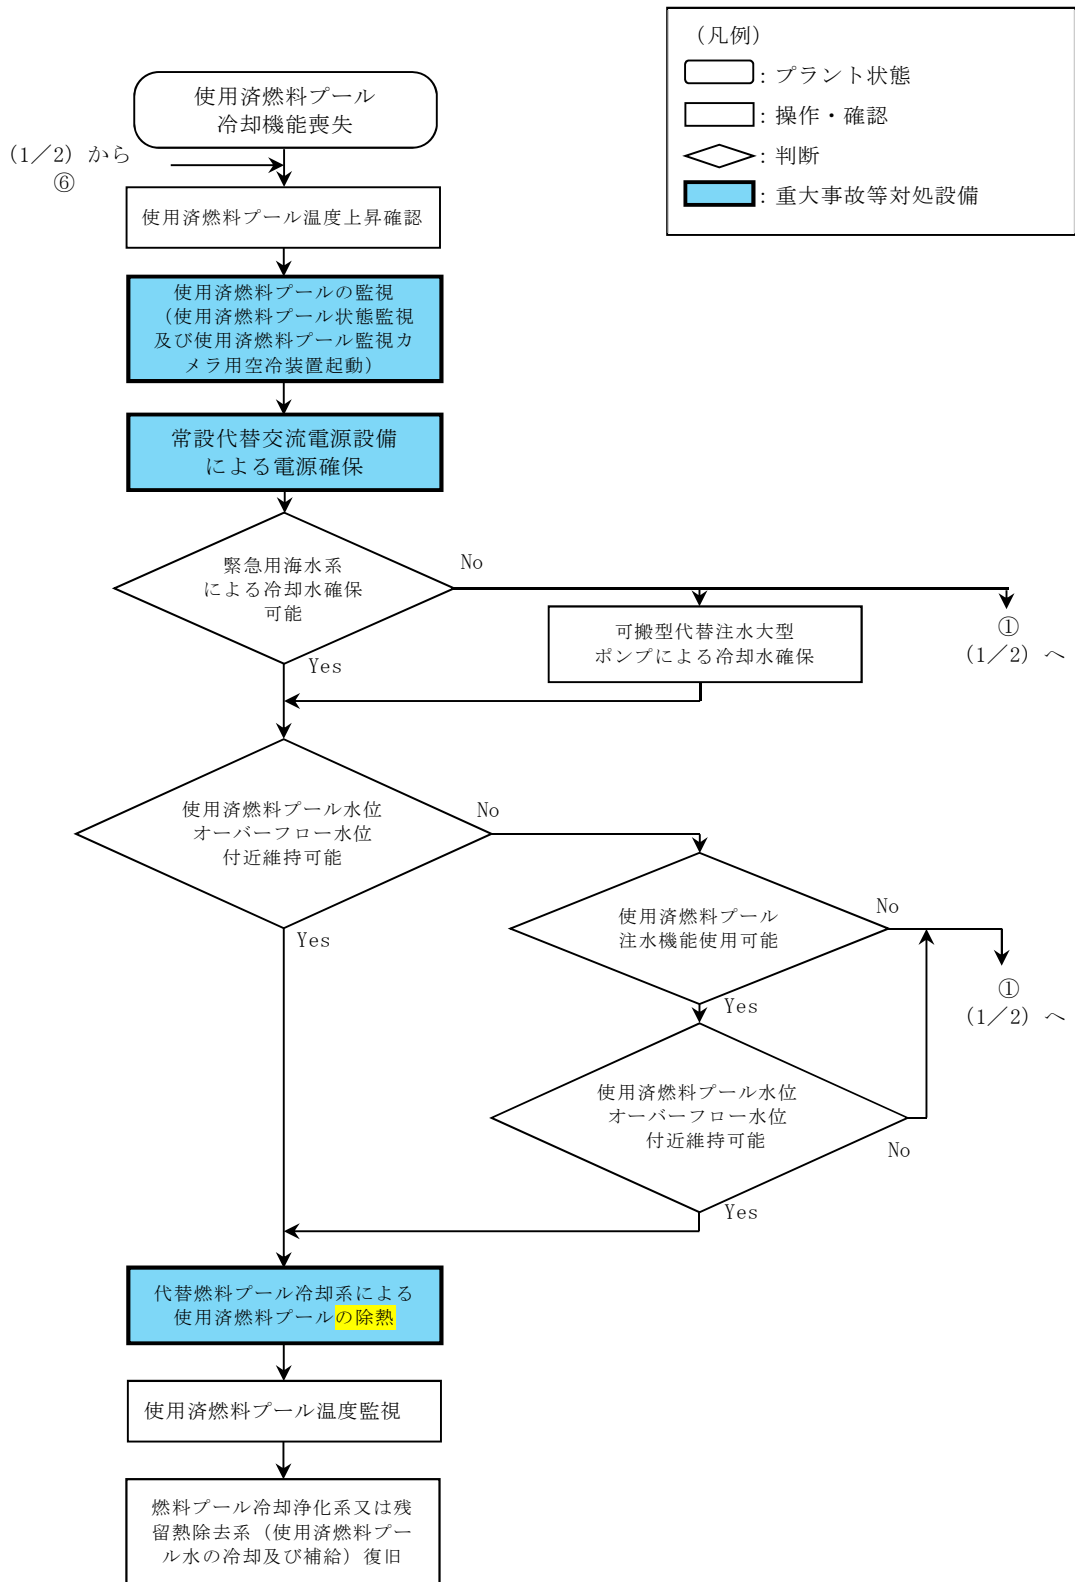 （凡例）
：プラント状態
：操作・確認
：判断
：重大事故等対処設備
使用済燃料プール
冷却機能喪失
（1／2）から
⑥
使用済燃料プール温度上昇確認
使用済燃料プールの監視
（使用済燃料プール状態監視
及び使用済燃料プール監視カ
メラ用空冷装置起動）
常設代替交流電源設備
による電源確保
緊急用海水系
による冷却水確保
可能
No
Yes
可搬型代替注水大型
ポンプによる冷却水確保
①
（1／2）へ
使用済燃料プール水位
オーバーフロー水位
付近維持可能
No
Yes
使用済燃料プール
注水機能使用可能
No
Yes
①
（1／2）へ
使用済燃料プール水位
オーバーフロー水位
付近維持可能
No
Yes
代替燃料プール冷却系による
使用済燃料プールの除熱
使用済燃料プール温度監視
燃料プール冷却浄化系又は残
留熱除去系（使用済燃料プー
ル水の冷却及び補給）復旧